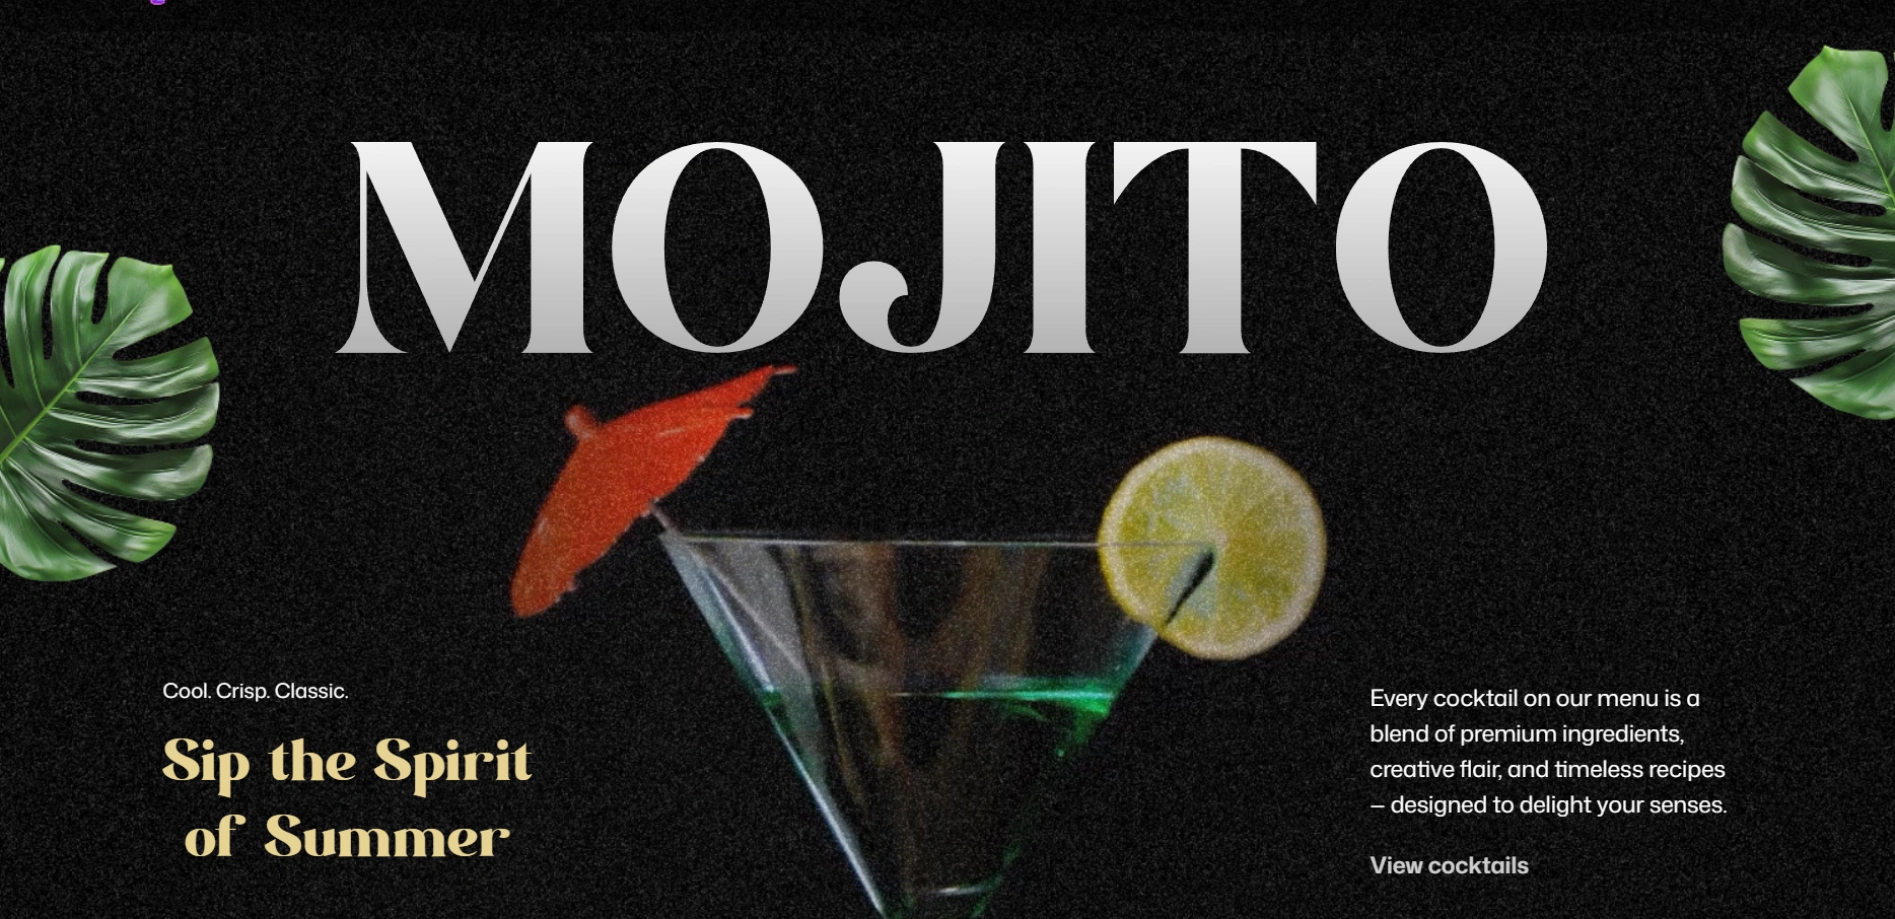 MOJITO
Cool. Crisp. Classic.
Sip the Spirit
of Summer
Every cocktail on our menu is a
blend of premium ingredients,
creative flair, and timeless recipes
– designed to delight your senses.
View cocktails